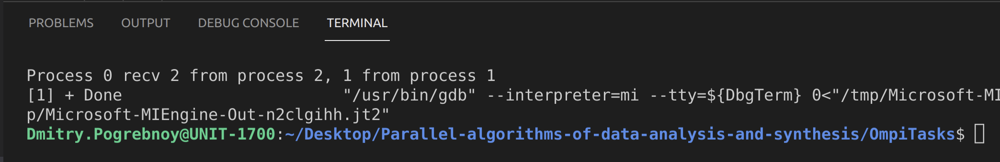 PROBLEMS OUTPUT DEBUG CONSOLE TERMINAL
Process 0 recv 2 from process 2, 1 from process 1
[1] + Done "/usr/bin/gdb" --interpreter=mi --tty=${DbgTerm} 0<"/tmp/Microsoft-MI
p/Microsoft-MIEngine-Out-n2clgihh.jt2"
Dmitry.Pogrebnoy@UNIT-1700:~/Desktop/Parallel-algorithms-of-data-analysis-and-synthesis/OmpiTasks$